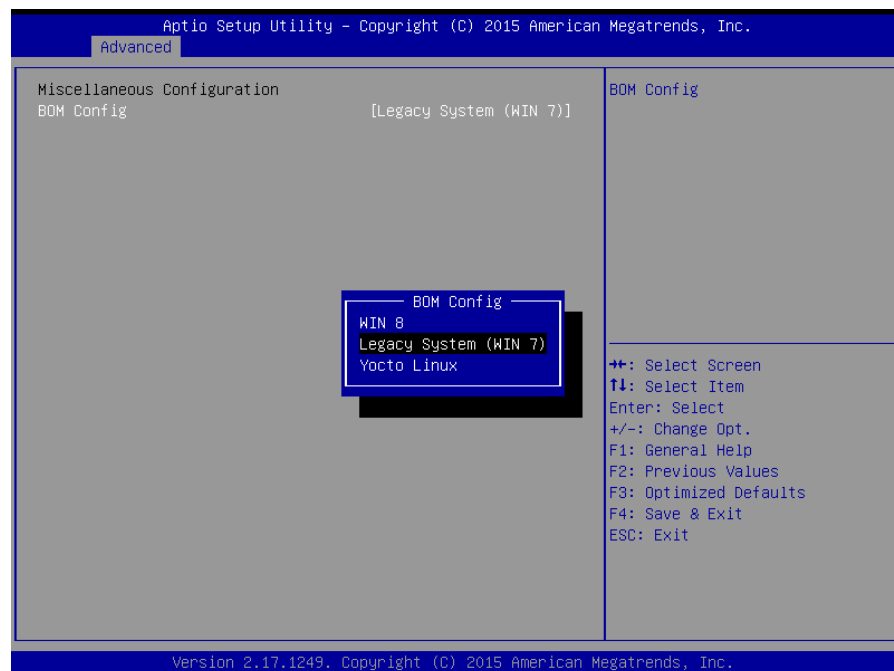 Aptio Setup Utility – Copyright (C) 2015 American Megatrends, Inc.
Advanced
Miscellaneous Configuration
BOM Config [Legacy System (WIN 7)]
BOM Config
BOM Config
WIN 8
Legacy System (WIN 7)
Yocto Linux
→←: Select Screen
↑↓: Select Item
Enter: Select
+/-: Change Opt.
F1: General Help
F2: Previous Values
F3: Optimized Defaults
F4: Save & Exit
ESC: Exit
Version 2.17.1249. Copyright (C) 2015 American Megatrends, Inc.